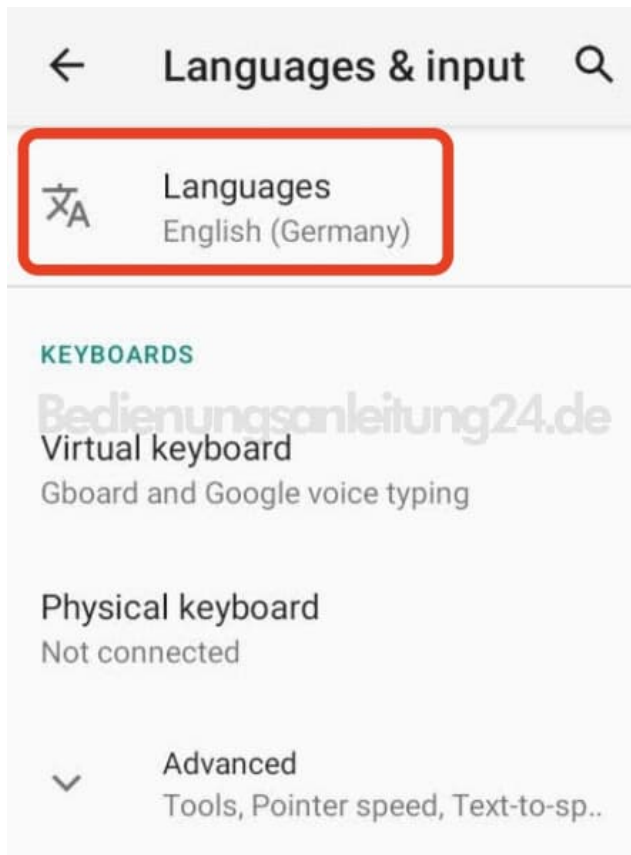 Languages & input
Languages
English (Germany)
KEYBOARDS
Bedienungsanleitung24.de
Virtual keyboard
Gboard and Google voice typing
Physical keyboard
Not connected
Advanced
Tools, Pointer speed, Text-to-sp..